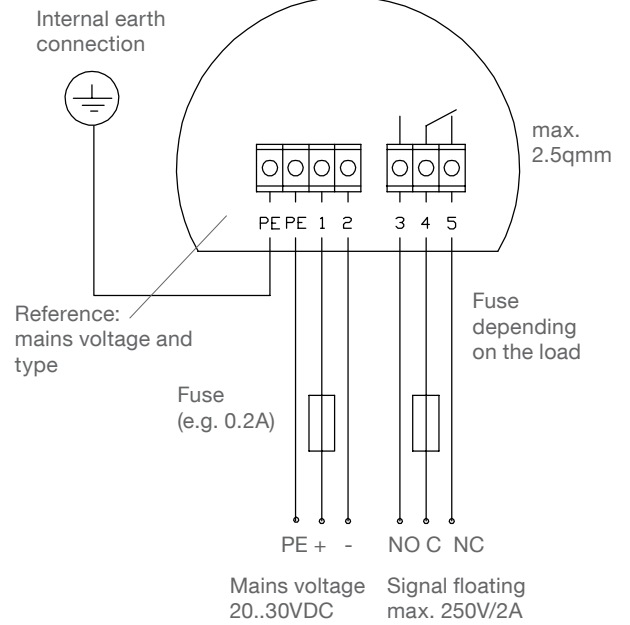 Internal earth
connection
max.
2.5qmm
PE PE 1 2 3 4 5
Reference:
mains voltage and
type
Fuse
depending
on the load
Fuse
(e.g. 0.2A)
PE + - NO C NC
Mains voltage
20..30VDC
Signal floating
max. 250V/2A